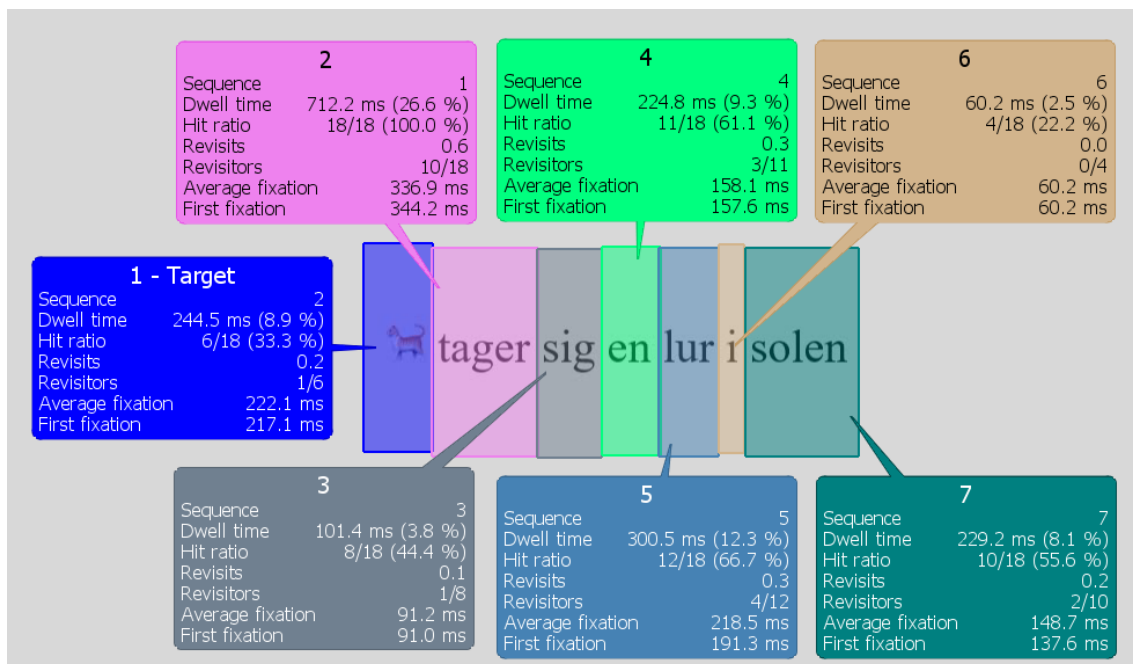 2
Sequence 1
Dwell time 712.2 ms (26.6 %)
Hit ratio 18/18 (100.0 %)
Revisits 0.6
Revisitors 10/18
Average fixation 336.9 ms
First fixation 344.2 ms
4
Sequence 4
Dwell time 224.8 ms (9.3 %)
Hit ratio 11/18 (61.1 %)
Revisits 0.3
Revisitors 3/11
Average fixation 158.1 ms
First fixation 157.6 ms
6
Sequence 6
Dwell time 60.2 ms (2.5 %)
Hit ratio 4/18 (22.2 %)
Revisits 0.0
Revisitors 0/4
Average fixation 60.2 ms
First fixation 60.2 ms
1 - Target
Sequence 2
Dwell time 244.5 ms (8.9 %)
Hit ratio 6/18 (33.3 %)
Revisits 0.2
Revisitors 1/6
Average fixation 222.1 ms
First fixation 217.1 ms
tager sig en lur i solen
3
Sequence 3
Dwell time 101.4 ms (3.8 %)
Hit ratio 8/18 (44.4 %)
Revisits 0.1
Revisitors 1/8
Average fixation 91.2 ms
First fixation 91.0 ms
5
Sequence 5
Dwell time 300.5 ms (12.3 %)
Hit ratio 12/18 (66.7 %)
Revisits 0.3
Revisitors 4/12
Average fixation 218.5 ms
First fixation 191.3 ms
7
Sequence 7
Dwell time 229.2 ms (8.1 %)
Hit ratio 10/18 (55.6 %)
Revisits 0.2
Revisitors 2/10
Average fixation 148.7 ms
First fixation 137.6 ms